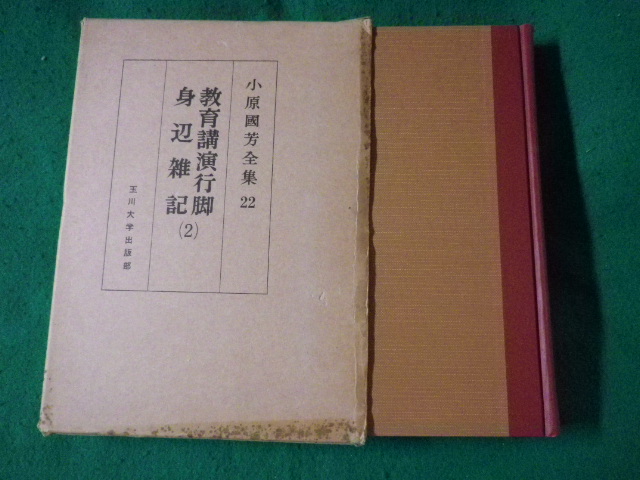 小原國芳全集 22
教育講演行脚
身辺雑記(2)
玉川大学出版部